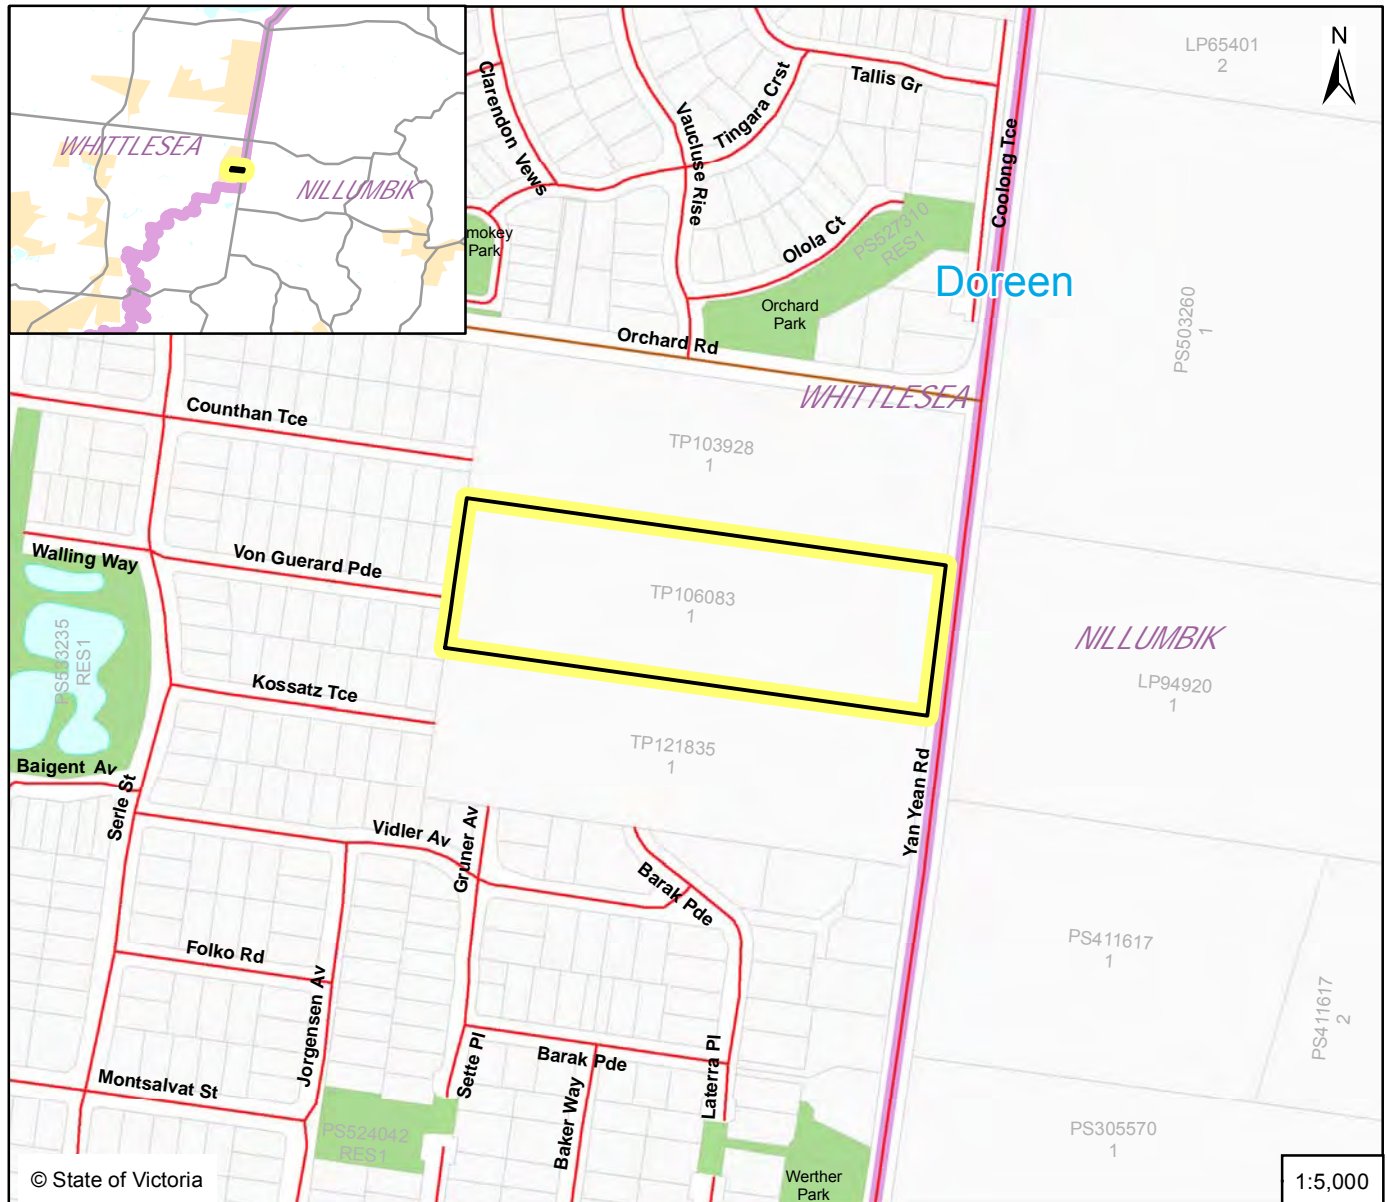 WHITTLESEA
NILLUMBIK
LP65401
2
N
Tallis Gr
Clarendon Vews
Vaucluse Rise
Tingara Crst
Coolong Tce
Olola Ct
PS527310
RES1
mokey
Park
Doreen
Orchard
Park
PS503260
1
Orchard Rd
WHITTLESEA
Counthan Tce
TP103928
1
Walling Way
Von Guerard Pde
TP106083
1
NILLUMBIK
PS533235
RES1
LP94920
1
Kossatz Tce
TP121835
1
Baigent Av
Serle St
Yan Yean Rd
Vidler Av
Gruner Av
Barak Pde
PS411617
1
Folko Rd
PS411617
2
Jorgensen Av
Sette Pl
Barak Pde
Laterra Pl
Montsalvat St
Baker Way
PS524042
RES1
PS305570
1
Werther
Park
© State of Victoria
1:5,000